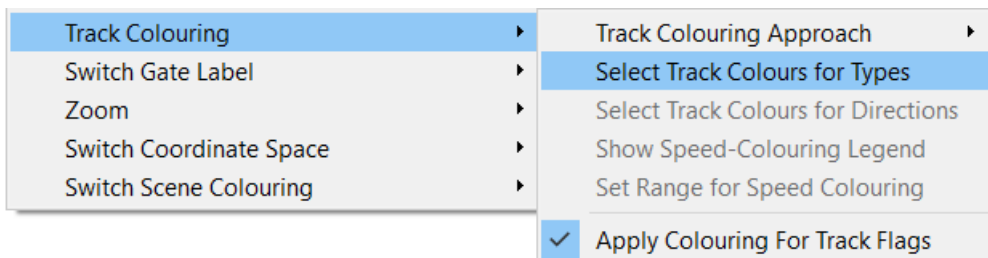 Track Colouring
Switch Gate Label
Zoom
Switch Coordinate Space
Switch Scene Colouring
Track Colouring Approach
Select Track Colours for Types
Select Track Colours for Directions
Show Speed-Colouring Legend
Set Range for Speed Colouring
Apply Colouring For Track Flags